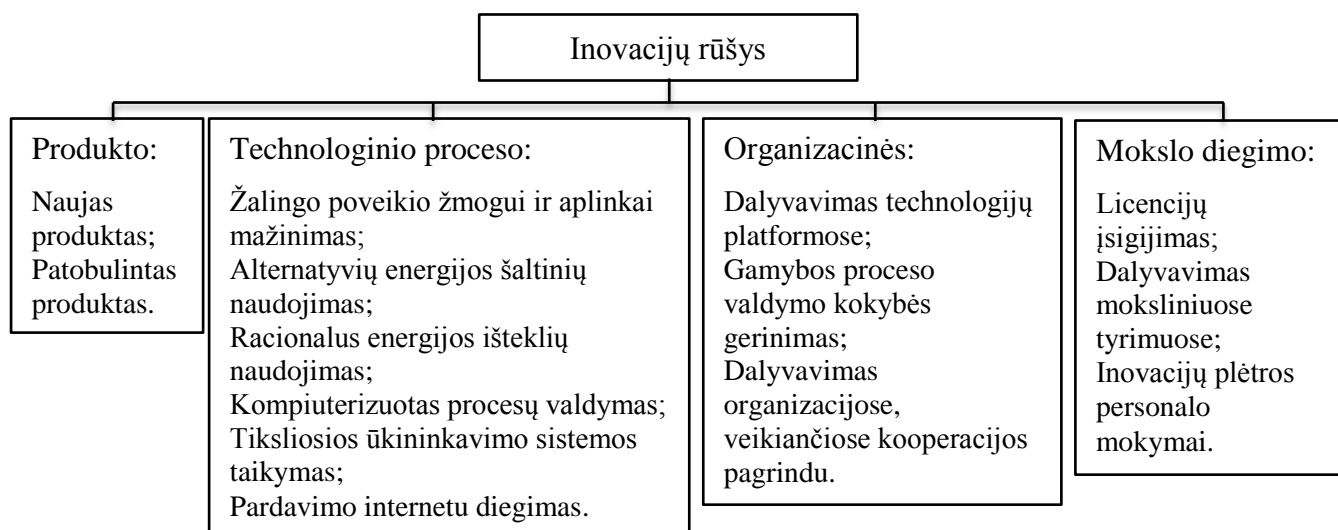 Inovacijų rūšys
Produkto:
Naujas
produktas;
Patobulintas
produktas.
Technologinio proceso:
Žalingo poveikio žmogui ir aplinkai
mažinimas;
Alternatyvių energijos šaltinių
naudojimas;
Racionalus energijos išteklių
naudojimas;
Kompiuterizuotas procesų valdymas;
Tiksliosios ūkininkavimo sistemos
taikymas;
Pardavimo internetu diegimas.
Organizacinės:
Dalyvavimas technologijų
platformose;
Gamybos proceso
valdymo kokybės
gerinimas;
Dalyvavimas
organizacijose,
veikiančiose kooperacijos
pagrindu.
Mokslo diegimo:
Licencijų
įsigijimas;
Dalyvavimas
moksliniuose
tyrimuose;
Inovacijų plėtros
personalo
mokymai.